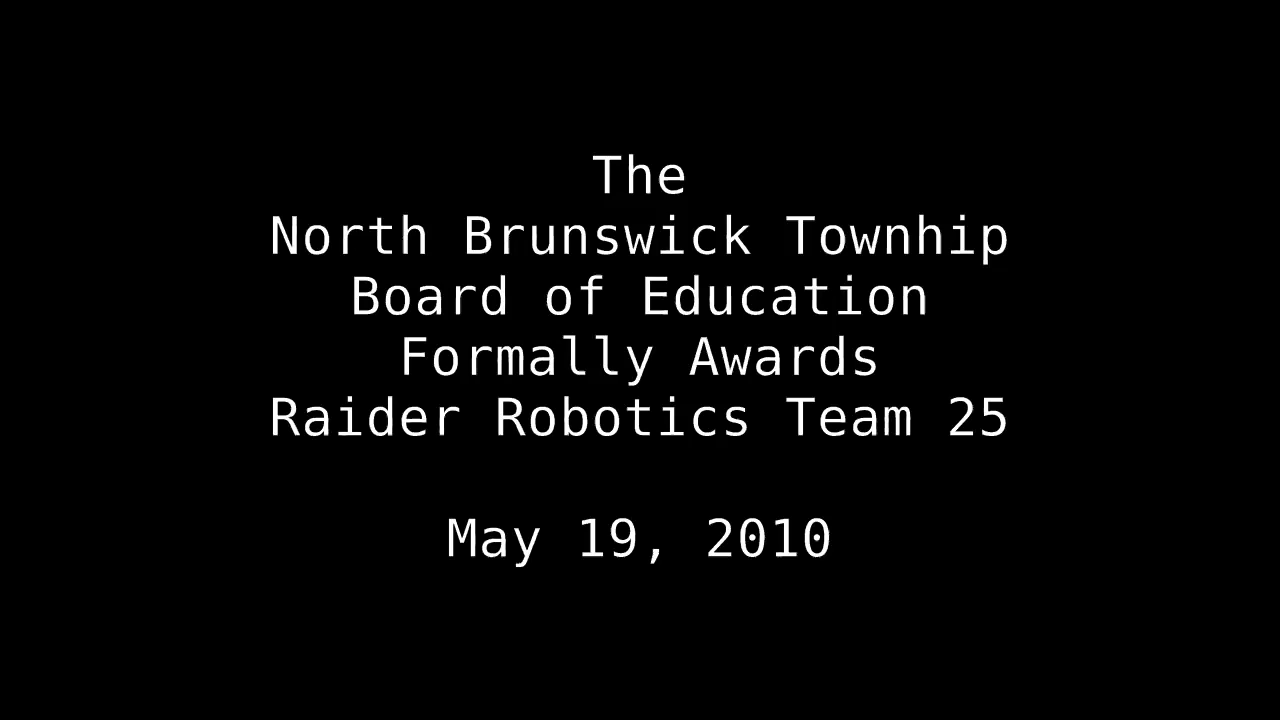 The
North Brunswick Townhip
Board of Education
Formally Awards
Raider Robotics Team 25
May 19, 2010